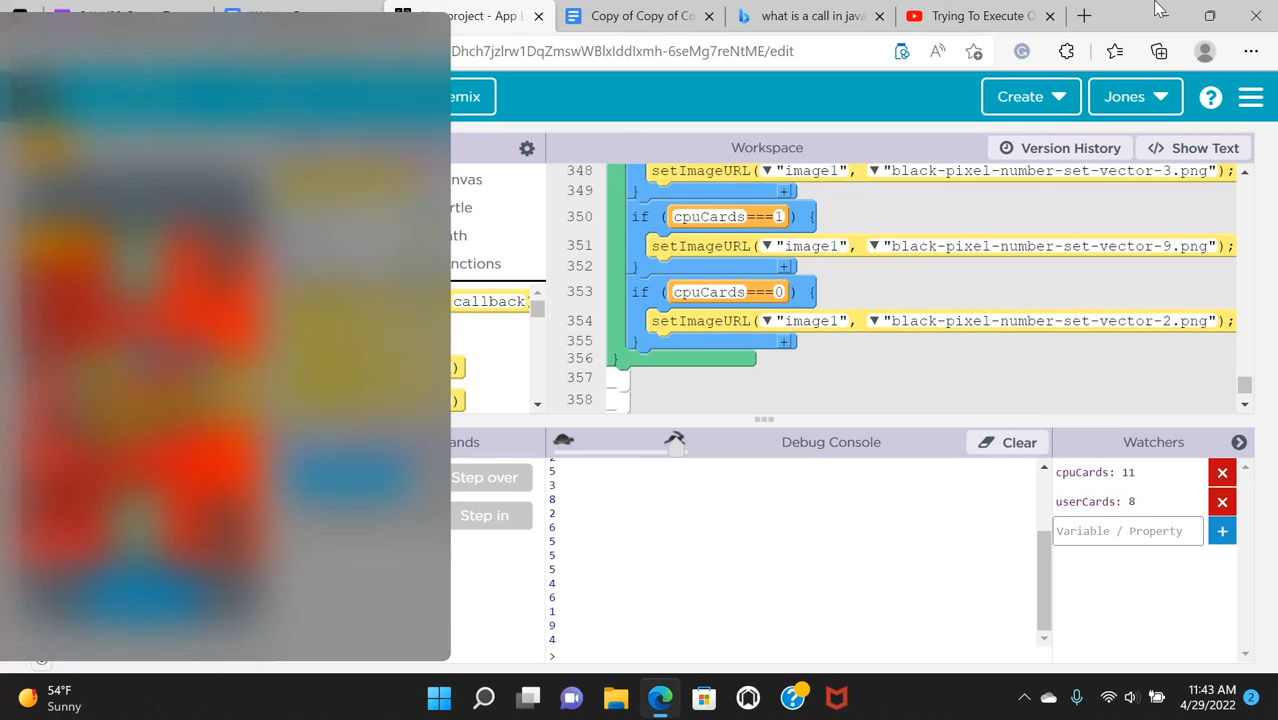 project - App L
Copy of Copy of Co
what is a call in java
Trying To Execute C
Dhch7jzlrw1DqZmswWBlxIddIxmh-6seMg7reNtME/edit
emix
Create
Jones
?
Workspace
Version History
</> Show Text
nvas
rtle
ath
nctions
callback
)
)
348 setImageURL( "image1", "black-pixel-number-set-vector-3.png");
349 }
350 if (cpuCards===1) {
351 setImageURL( "image1", "black-pixel-number-set-vector-9.png");
352 }
353 if (cpuCards===0) {
354 setImageURL( "image1", "black-pixel-number-set-vector-2.png");
355 }
356 }
357
358
ands
Debug Console
Clear
Watchers
Step over
Step in
2
5
3
8
2
6
5
5
5
4
6
1
9
4
>
cpuCards: 11
userCards: 8
Variable / Property
54°F
Sunny
11:43 AM
4/29/2022
2